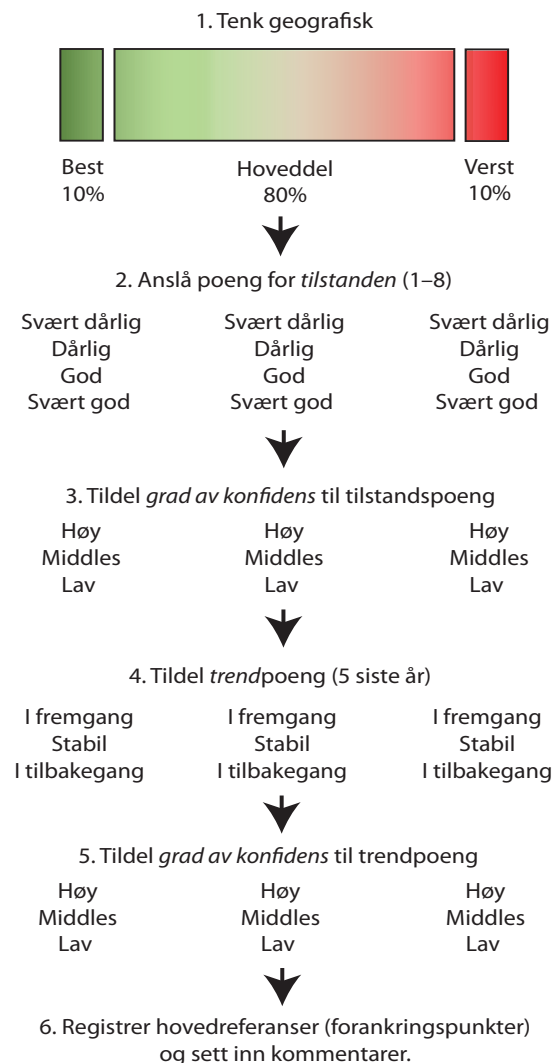 1. Tenk geografisk
Best Hoveddel Verst
10% 80% 10%
2. Anslå poeng for tilstanden (1–8)
Svært dårlig Svært dårlig Svært dårlig
Dårlig Dårlig Dårlig
God God God
Svært god Svært god Svært god
3. Tildel grad av konfidens til tilstandspoeng
Høy Høy Høy
Middles Middles Middles
Lav Lav Lav
4. Tildel trendpoeng (5 siste år)
I fremgang I fremgang I fremgang
Stabil Stabil Stabil
I tilbakegang I tilbakegang I tilbakegang
5. Tildel grad av konfidens til trendpoeng
Høy Høy Høy
Middles Middles Middles
Lav Lav Lav
6. Registrer hovedreferanser (forankringspunkter)
og sett inn kommentarer.